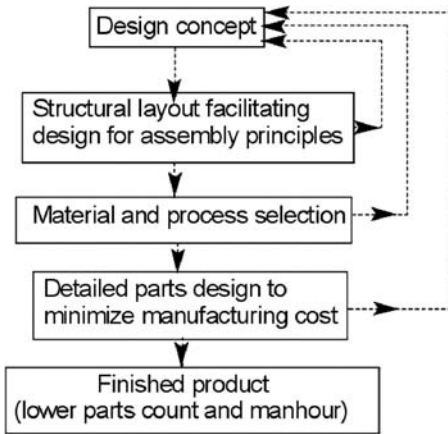 Design concept
Structural layout facilitating
design for assembly principles
Material and process selection
Detailed parts design to
minimize manufacturing cost
Finished product
(lower parts count and manhour)